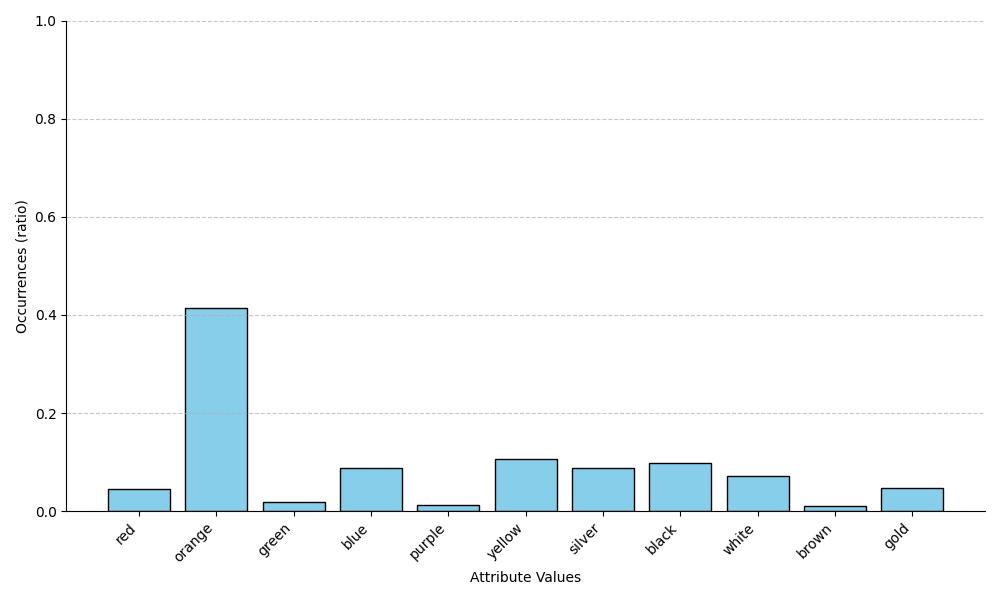 1.0
0.8
0.6
0.4
0.2
0.0
Occurrences (ratio)
red
orange
green
blue
purple
yellow
silver
black
white
brown
gold
Attribute Values